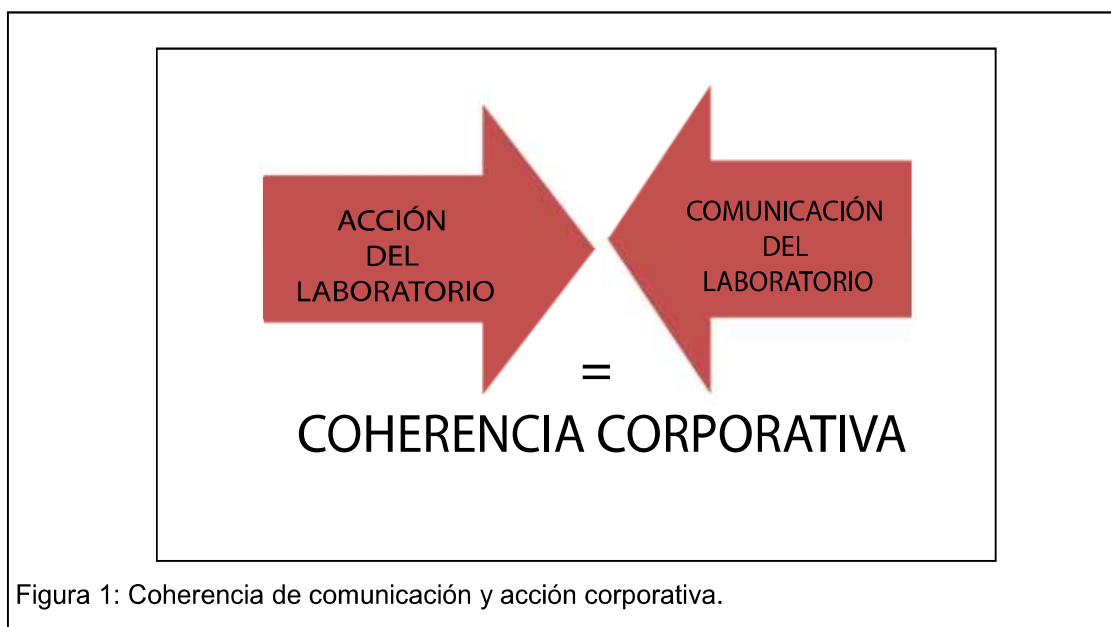 ACCIÓN
DEL
LABORATORIO
COMUNICACIÓN
DEL
LABORATORIO
=
COHERENCIA CORPORATIVA
Figura 1: Coherencia de comunicación y acción corporativa.